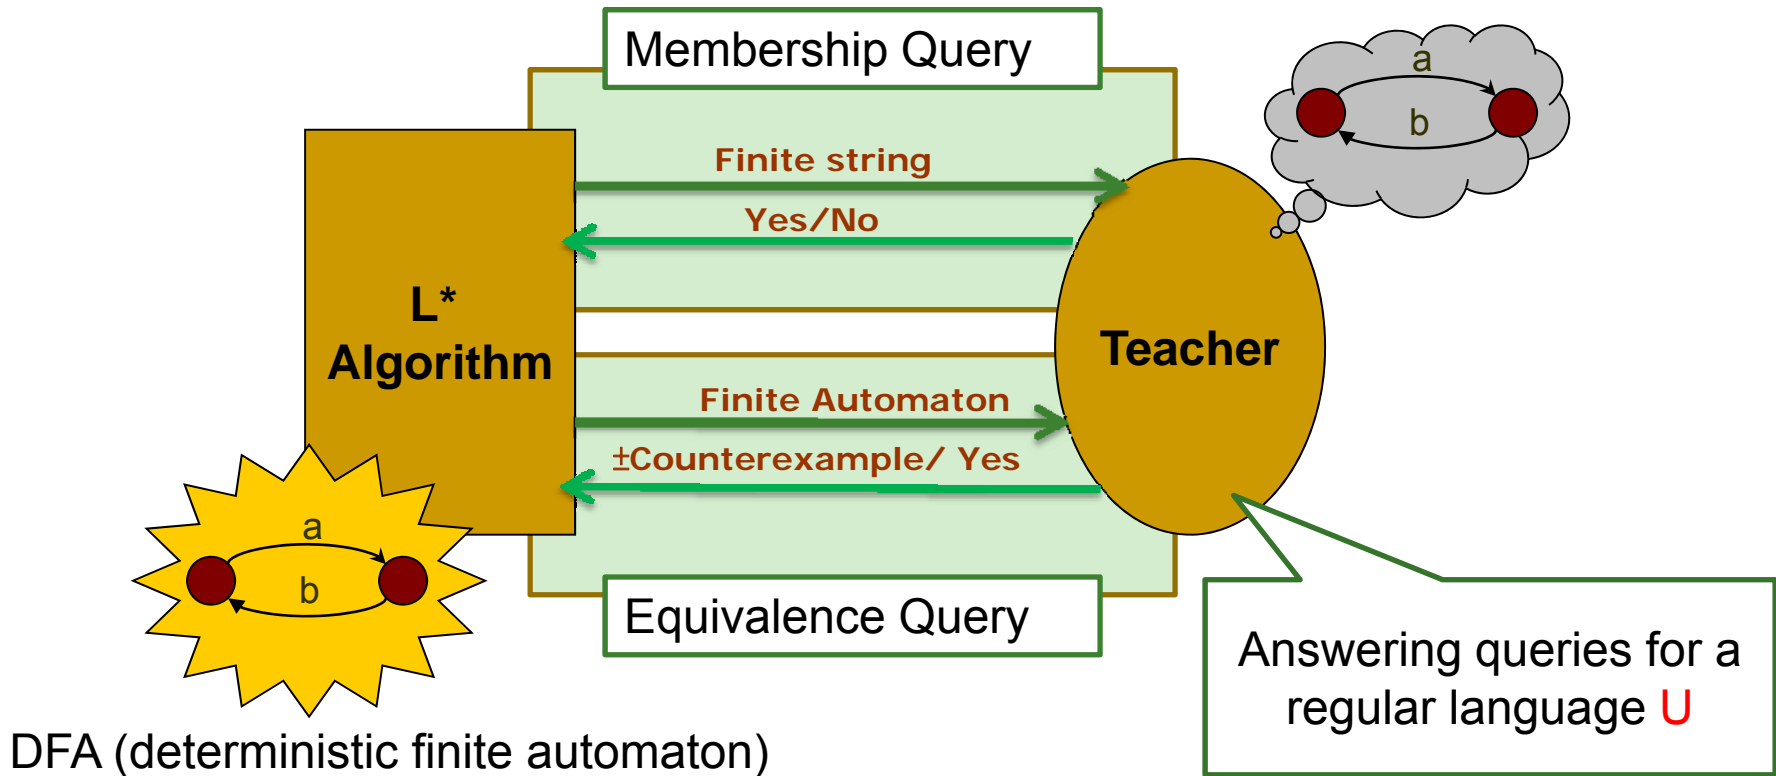 Membership Query
a
b
Finite string
Yes/No
L*
Algorithm
Teacher
Finite Automaton
±Counterexample/ Yes
a
b
Equivalence Query
Answering queries for a
regular language U
DFA (deterministic finite automaton)